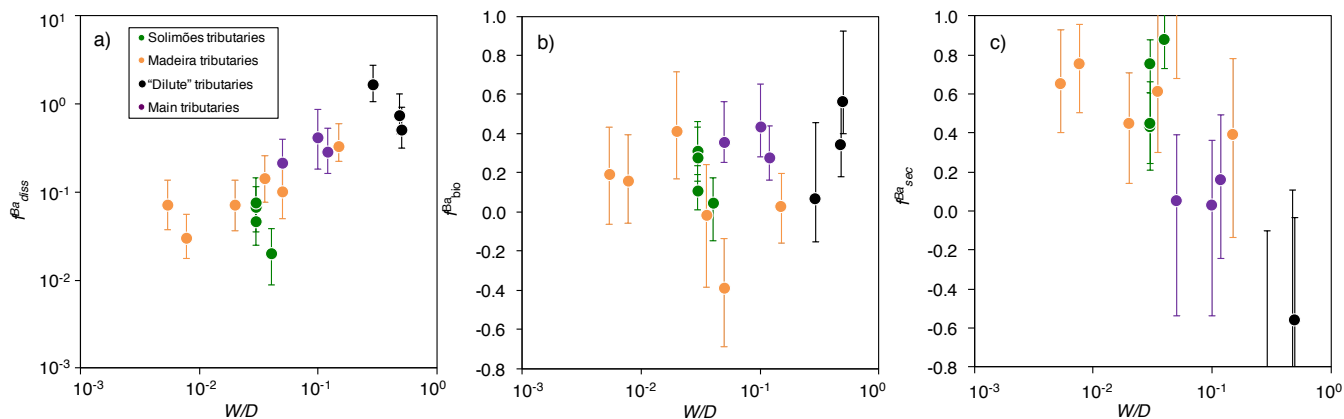 a)
Solimões tributaries
Madeira tributaries
“Dilute” tributaries
Main tributaries
10^1
10^0
10^-1
10^-2
10^-3
f^Ba_diss
10^-3
10^-2
10^-1
10^0
W/D
b)
1.0
0.8
0.6
0.4
0.2
0.0
-0.2
-0.4
-0.6
-0.8
f^Ba_bio
10^-3
10^-2
10^-1
10^0
W/D
c)
1.0
0.8
0.6
0.4
0.2
0.0
-0.2
-0.4
-0.6
-0.8
f^Ba_sec
10^-3
10^-2
10^-1
10^0
W/D